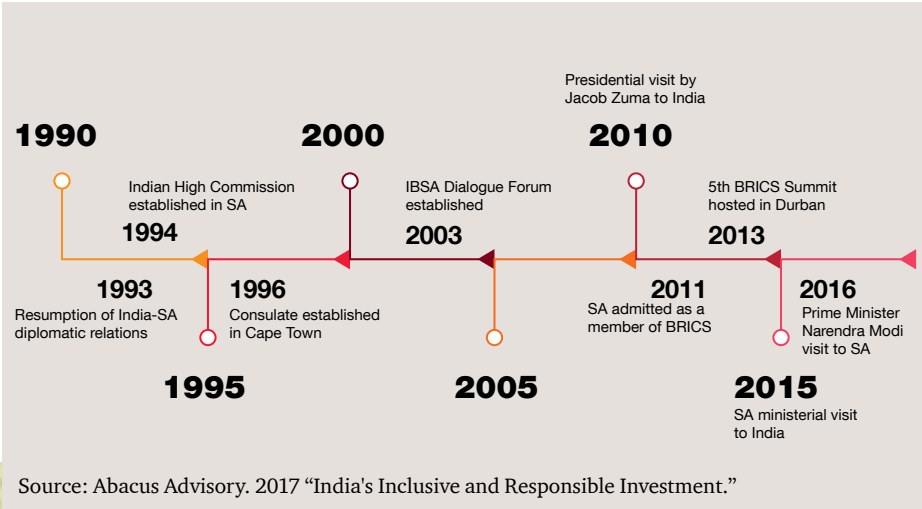 Presidential visit by
Jacob Zuma to India
1990
2000
2010
Indian High Commission
established in SA
1994
IBSA Dialogue Forum
established
2003
5th BRICS Summit
hosted in Durban
2013
1993
Resumption of India-SA
diplomatic relations
1996
Consulate established
in Cape Town
2011
SA admitted as a
member of BRICS
2016
Prime Minister
Narendra Modi
visit to SA
1995
2005
2015
SA ministerial visit
to India
Source: Abacus Advisory. 2017 “India's Inclusive and Responsible Investment.”